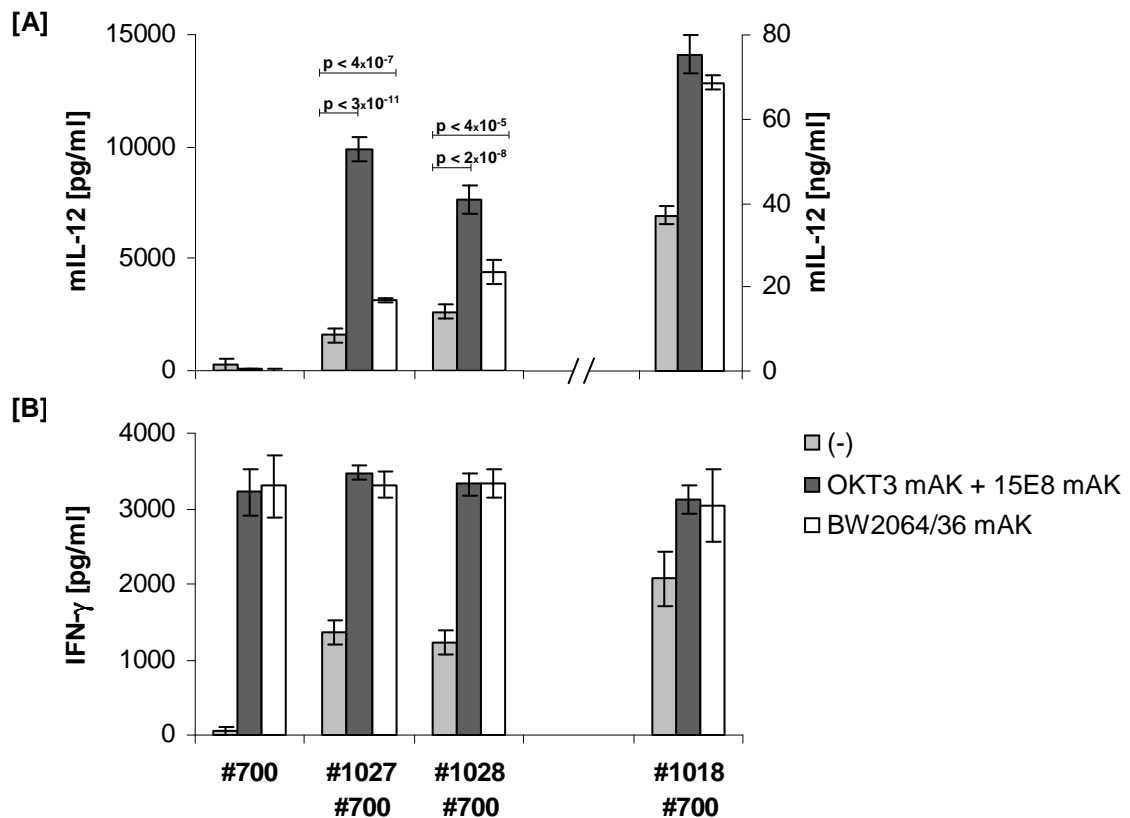 [A]
15000
10000
5000
0
mIL-12 [pg/ml]
p < 4x10-7
p < 3x10-11
p < 4x10-5
p < 2x10-8
80
60
40
20
0
mIL-12 [ng/ml]
//
[B]
4000
3000
2000
1000
0
IFN-γ [pg/ml]
(-)
OKT3 mAK + 15E8 mAK
BW2064/36 mAK
#700 #1027 #1028 #1018
#700 #700 #700